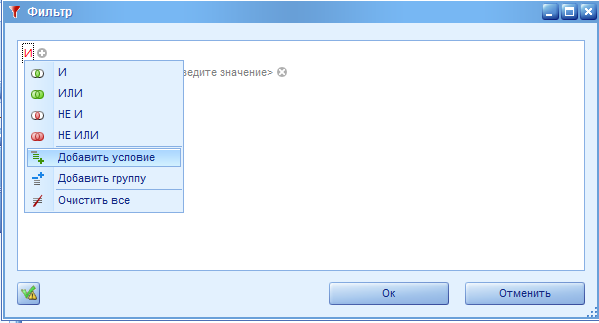 Фильтр
И
И
ведите значение>
ИЛИ
НЕ И
НЕ ИЛИ
Добавить условие
Добавить группу
Очистить все
Ок
Отменить